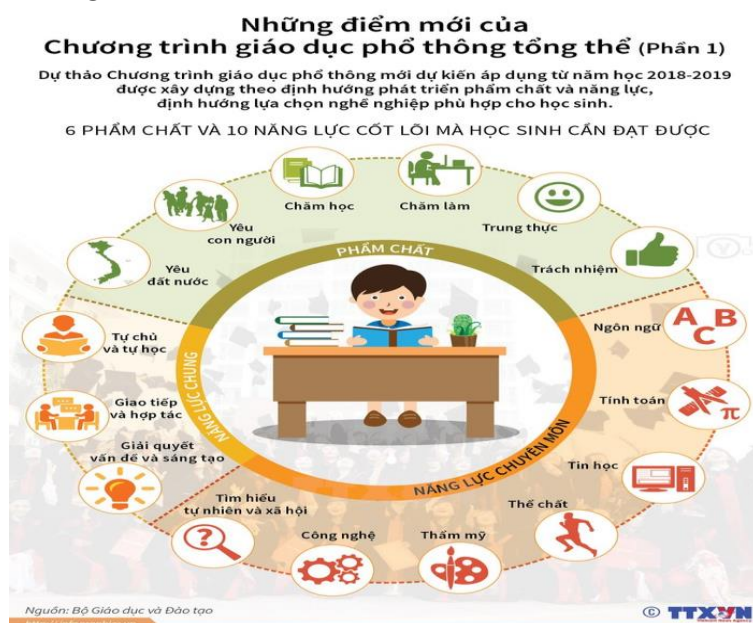 Những điểm mới của
Chương trình giáo dục phổ thông tổng thể (Phần 1)
Dự thảo Chương trình giáo dục phổ thông mới dự kiến áp dụng từ năm học 2018-2019
được xây dựng theo định hướng phát triển phẩm chất và năng lực,
định hướng lựa chọn nghề nghiệp phù hợp cho học sinh.
6 PHẨM CHẤT VÀ 10 NĂNG LỰC CỐT LÕI MÀ HỌC SINH CẦN ĐẠT ĐƯỢC
PHẨM CHẤT
Yêu
đất nước
Yêu
con người
Chăm học
Chăm làm
Trung thực
Trách nhiệm
NĂNG LỰC CHUNG
Tự chủ
và tự học
Giao tiếp
và hợp tác
Giải quyết
vấn đề và sáng tạo
NĂNG LỰC CHUYÊN MÔN
Ngôn ngữ
A B C
Tính toán
π
Tin học
Thể chất
Thẩm mỹ
Công nghệ
Tìm hiểu
tự nhiên và xã hội
?
Nguồn: Bộ Giáo dục và Đào tạo
© TTXVN